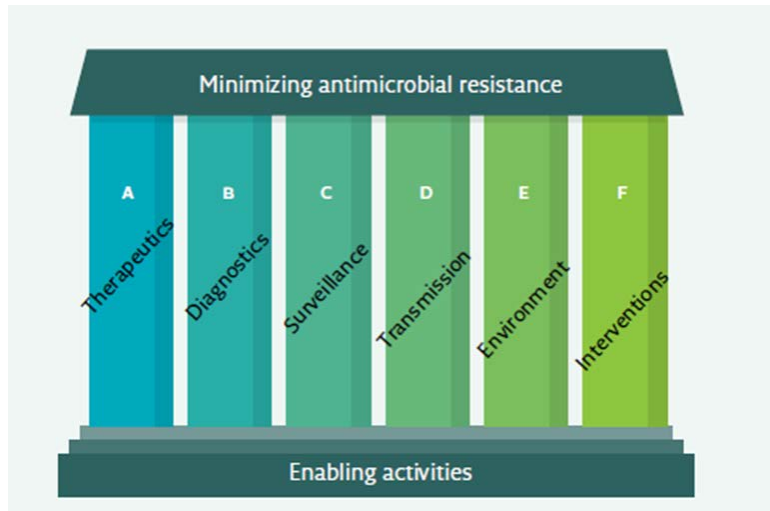 Minimizing antimicrobial resistance
A
B
C
D
E
F
Therapeutics
Diagnostics
Surveillance
Transmission
Environment
Interventions
Enabling activities